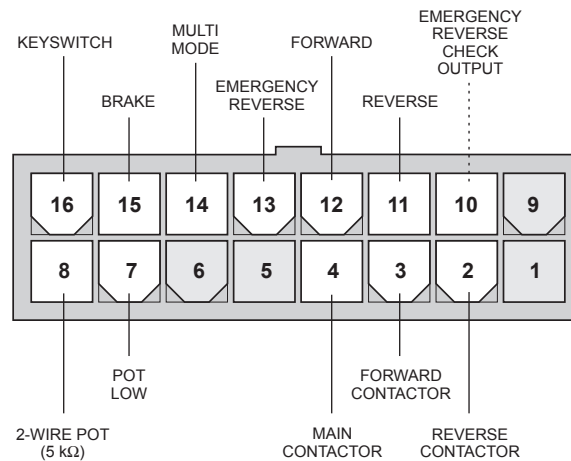 KEYSWITCH
MULTI
MODE
FORWARD
EMERGENCY
REVERSE
CHECK
OUTPUT
BRAKE
EMERGENCY
REVERSE
REVERSE
16 15 14 13 12 11 10 9
8 7 6 5 4 3 2 1
POT
LOW
FORWARD
CONTACTOR
2-WIRE POT
(5 kΩ)
MAIN
CONTACTOR
REVERSE
CONTACTOR